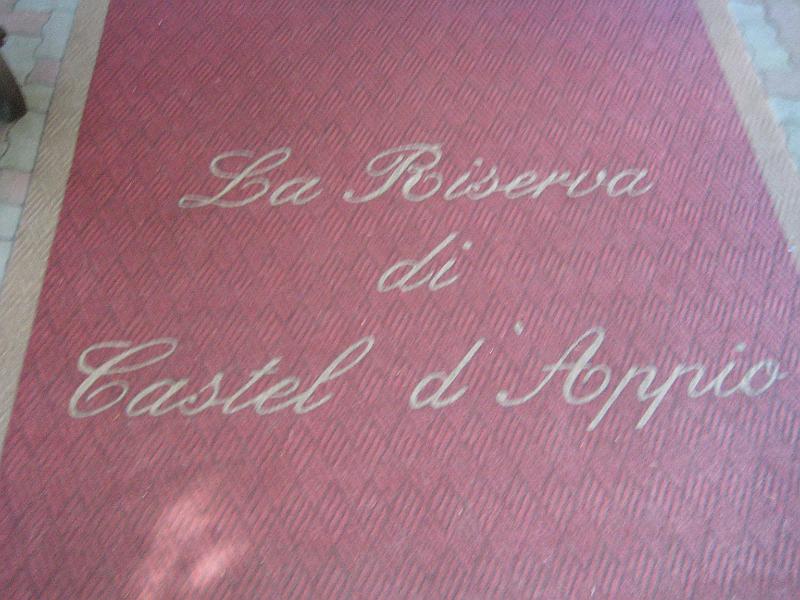 La Riserva
di
Castel d'Appio